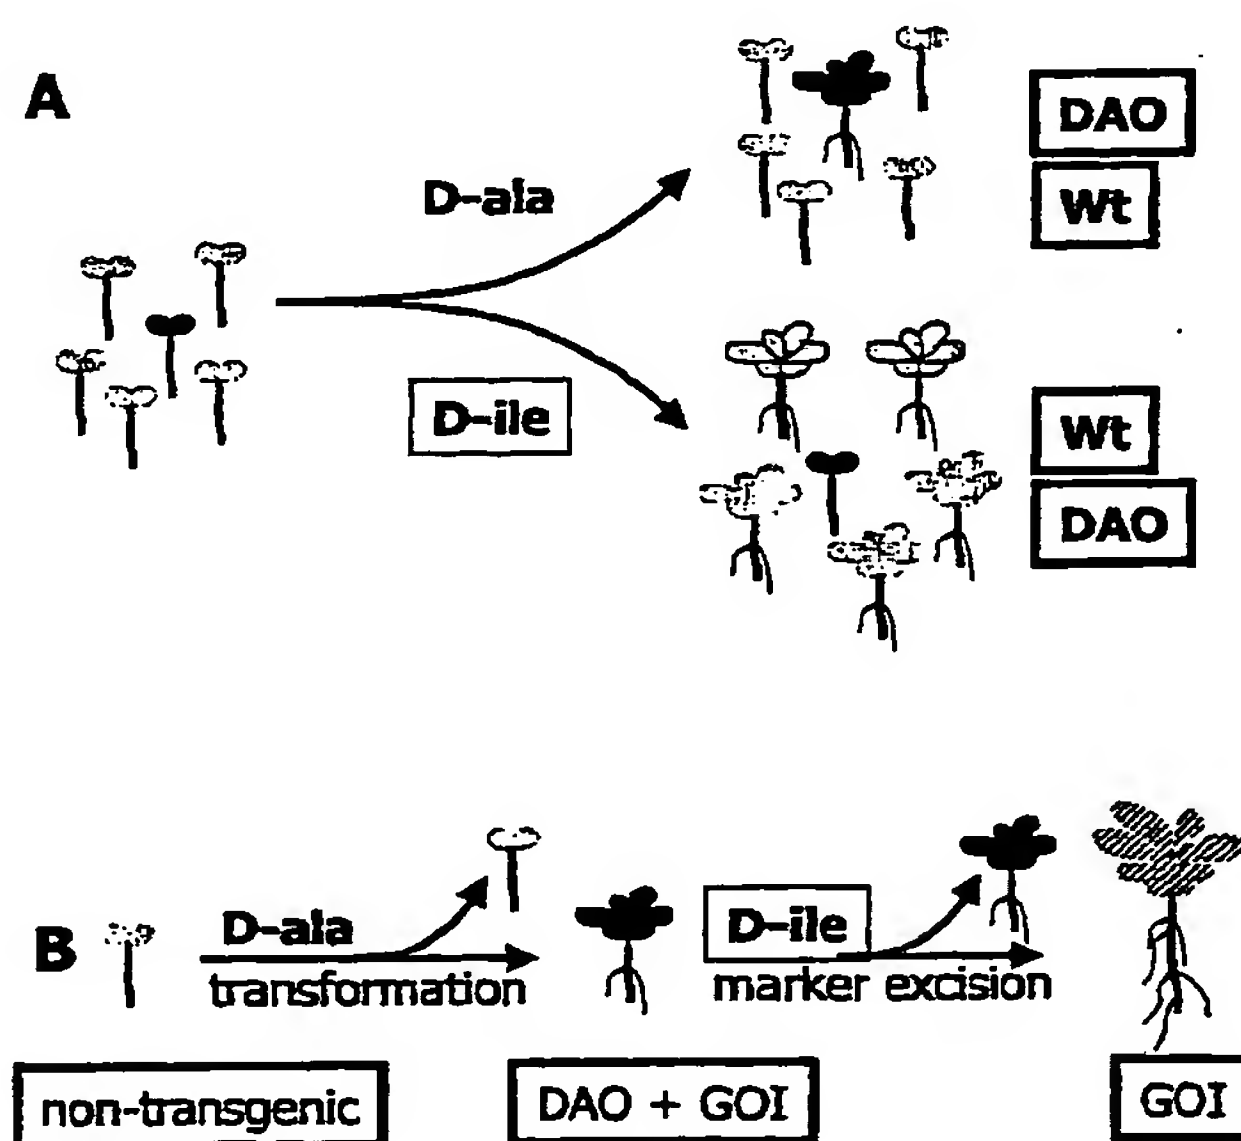 A
D-ala
DAO
Wt
D-ile
Wt
DAO
B
D-ala
transformation
D-ile
marker excision
non-transgenic
DAO + GOI
GOI